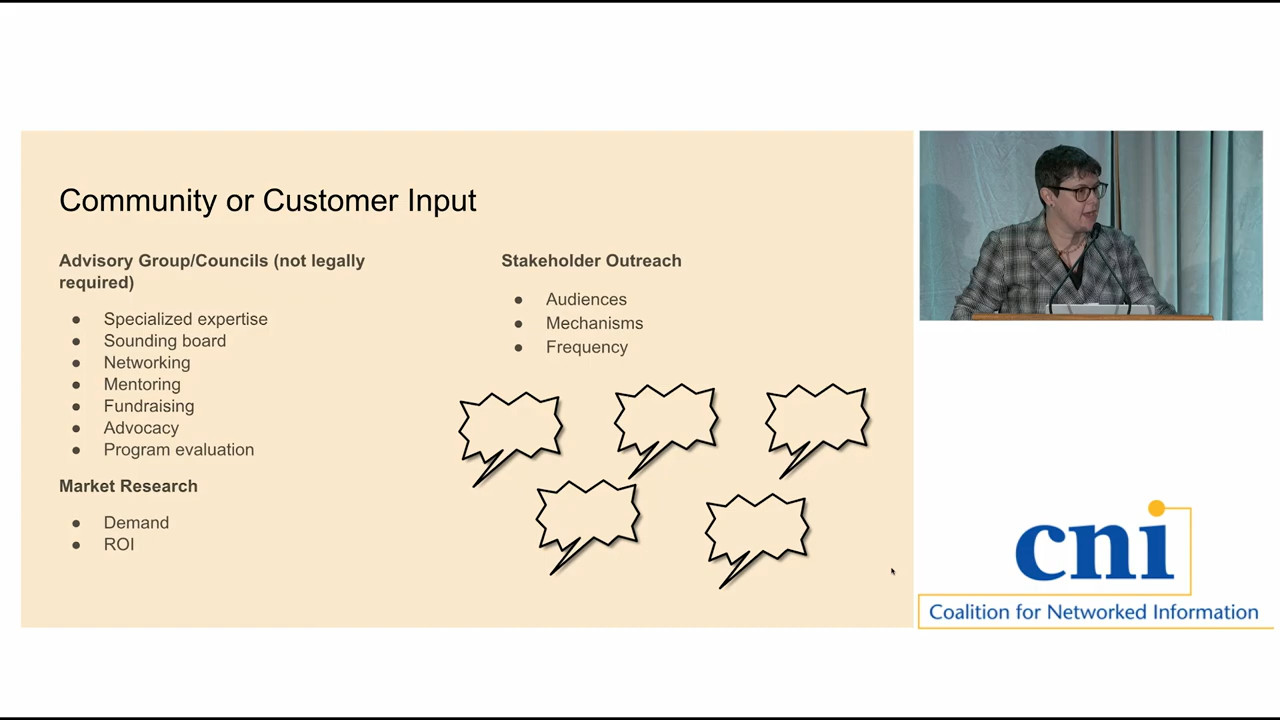 Community or Customer Input
Advisory Group/Councils (not legally
required)
● Specialized expertise
● Sounding board
● Networking
● Mentoring
● Fundraising
● Advocacy
● Program evaluation
Market Research
● Demand
● ROI
Stakeholder Outreach
● Audiences
● Mechanisms
● Frequency
cni
Coalition for Networked Information